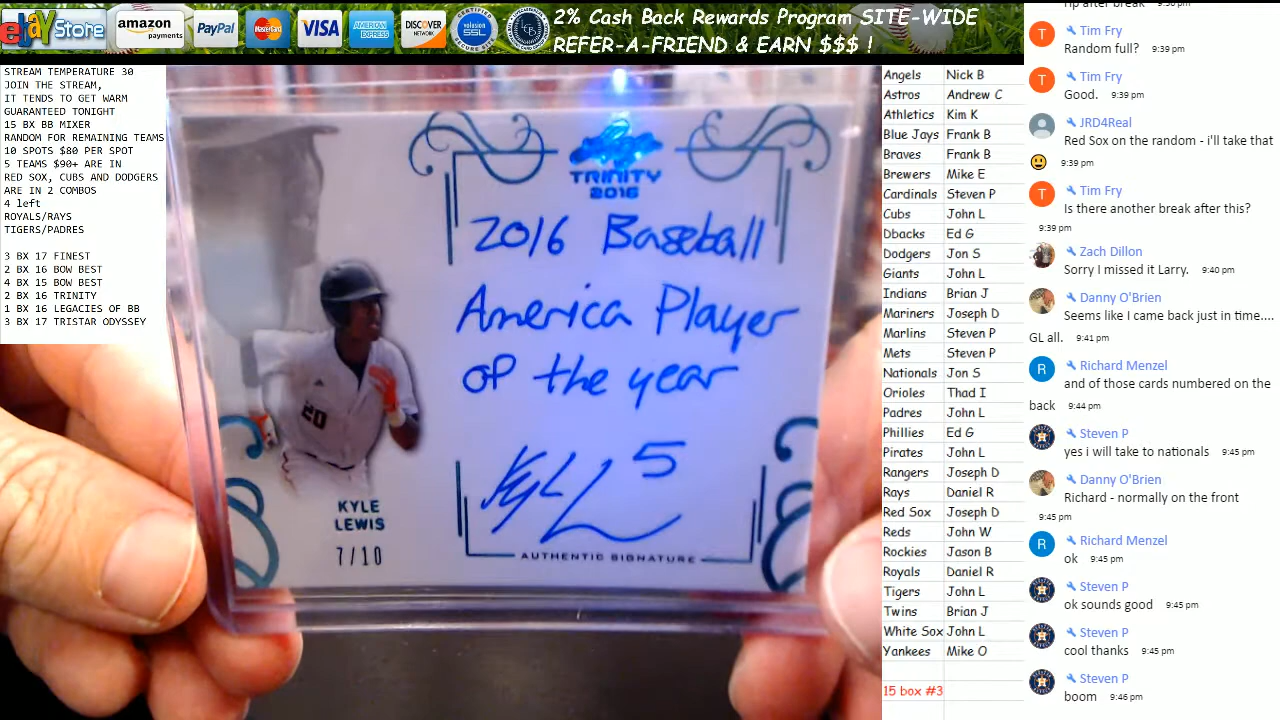 ebay Store
amazon
payments
PayPal
MasterCard
VISA
AMERICAN
EXPRESS
DISCOVER
NETWORK
CERTIFIED
volusion
SSL
SECURE SITE
2% Cash Back Rewards Program SITE-WIDE
REFER-A-FRIEND & EARN $$$ !
STREAM TEMPERATURE 30
JOIN THE STREAM,
IT TENDS TO GET WARM
GUARANTEED TONIGHT
15 BX BB MIXER
RANDOM FOR REMAINING TEAMS
10 SPOTS $80 PER SPOT
5 TEAMS $90+ ARE IN
RED SOX, CUBS AND DODGERS
ARE IN 2 COMBOS
4 left
ROYALS/RAYS
TIGERS/PADRES
3 BX 17 FINEST
2 BX 16 BOW BEST
4 BX 15 BOW BEST
2 BX 16 TRINITY
1 BX 16 LEGACIES OF BB
3 BX 17 TRISTAR ODYSSEY
TRINITY
2016
2016 Baseball
America Player
of the year
5
20
KYLE
LEWIS
7/10
AUTHENTIC SIGNATURE
Angels Nick B
Astros Andrew C
Athletics Kim K
Blue Jays Frank B
Braves Frank B
Brewers Mike E
Cardinals Steven P
Cubs John L
Dbacks Ed G
Dodgers Jon S
Giants John L
Indians Brian J
Mariners Joseph D
Marlins Steven P
Mets Steven P
Nationals Jon S
Orioles Thad I
Padres John L
Phillies Ed G
Pirates John L
Rangers Joseph D
Rays Daniel R
Red Sox Joseph D
Reds John W
Rockies Jason B
Royals Daniel R
Tigers John L
Twins Brian J
White Sox John L
Yankees Mike O
15 box #3
rip after break 9:38 pm
T Tim Fry
Random full? 9:39 pm
T Tim Fry
Good. 9:39 pm
JRD4Real
Red Sox on the random - i'll take that
9:39 pm
T Tim Fry
Is there another break after this?
9:39 pm
Zach Dillon
Sorry I missed it Larry. 9:40 pm
Danny O'Brien
Seems like I came back just in time....
GL all. 9:41 pm
R Richard Menzel
and of those cards numbered on the
back 9:44 pm
Steven P
yes i will take to nationals 9:45 pm
Danny O'Brien
Richard - normally on the front
9:45 pm
R Richard Menzel
ok 9:45 pm
Steven P
ok sounds good 9:45 pm
Steven P
cool thanks 9:45 pm
Steven P
boom 9:46 pm